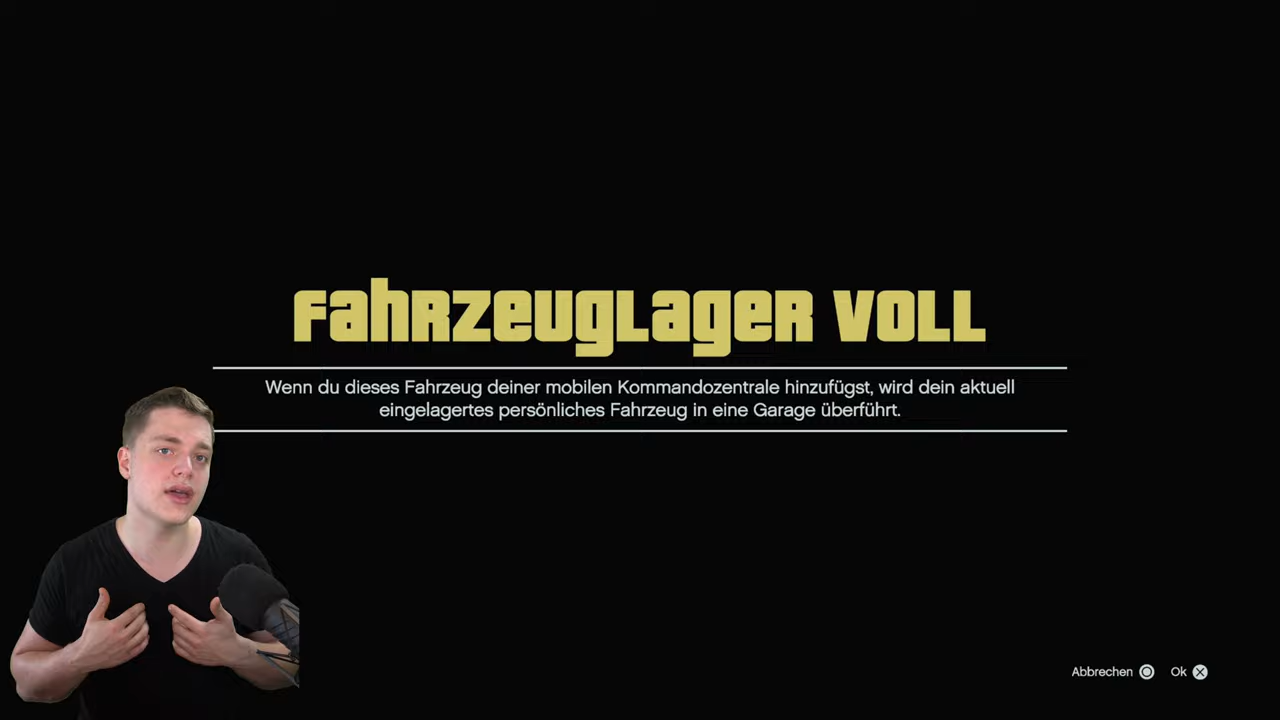 Fahrzeuglager voll
Wenn du dieses Fahrzeug deiner mobilen Kommandozentrale hinzufügst, wird dein aktuell
eingelagertes persönliches Fahrzeug in eine Garage überführt.
Abbrechen Ok